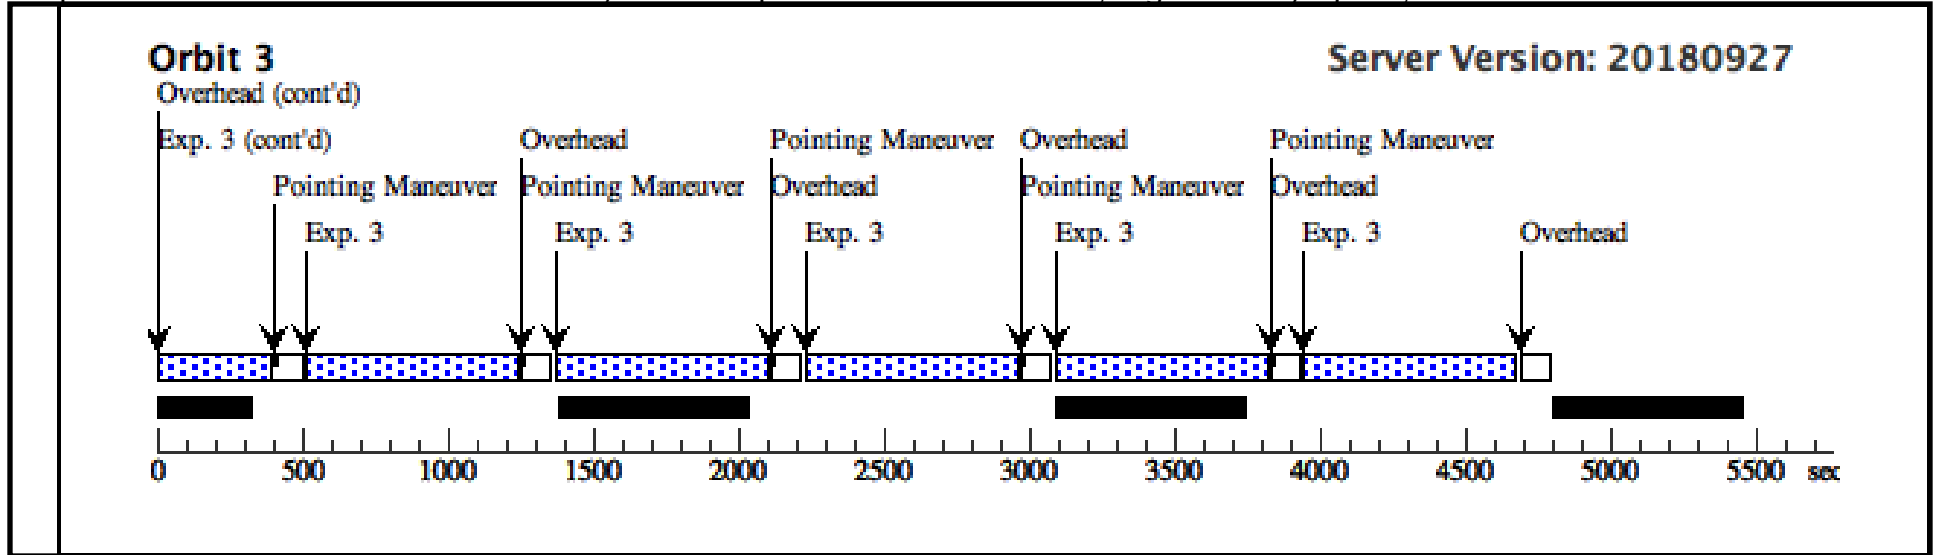 Orbit 3 Server Version: 20180927
Overhead (cont'd)
Exp. 3 (cont'd) Overhead Pointing Maneuver Overhead Pointing Maneuver
Pointing Maneuver Pointing Maneuver Overhead Pointing Maneuver Overhead
Exp. 3 Exp. 3 Exp. 3 Exp. 3 Exp. 3 Overhead
0 500 1000 1500 2000 2500 3000 3500 4000 4500 5000 5500 sec